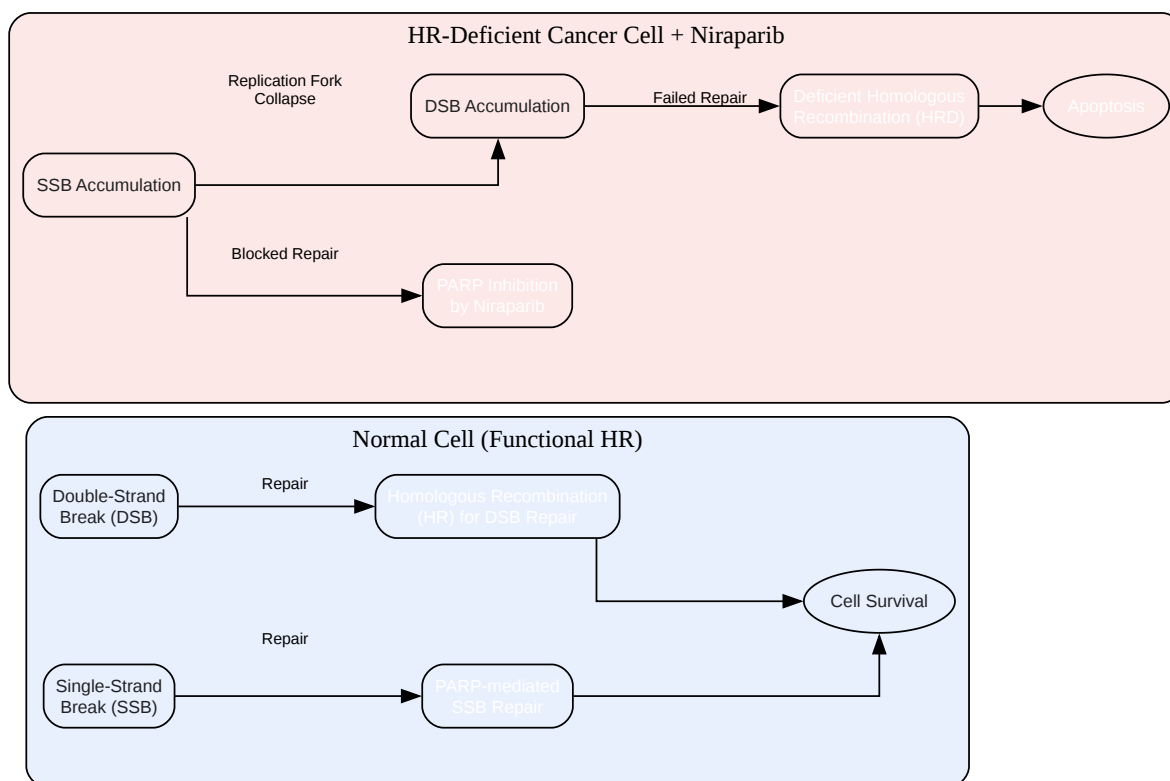 HR-Deficient Cancer Cell + Niraparib
Replication Fork
Collapse
DSB Accumulation
Failed Repair
Deficient Homologous
Recombination (HRD)
Apoptosis
SSB Accumulation
Blocked Repair
PARP Inhibition
by Niraparib
Normal Cell (Functional HR)
Double-Strand
Break (DSB)
Repair
Homologous Recombination
(HR) for DSB Repair
Cell Survival
Repair
Single-Strand
Break (SSB)
PARP-mediated
SSB Repair